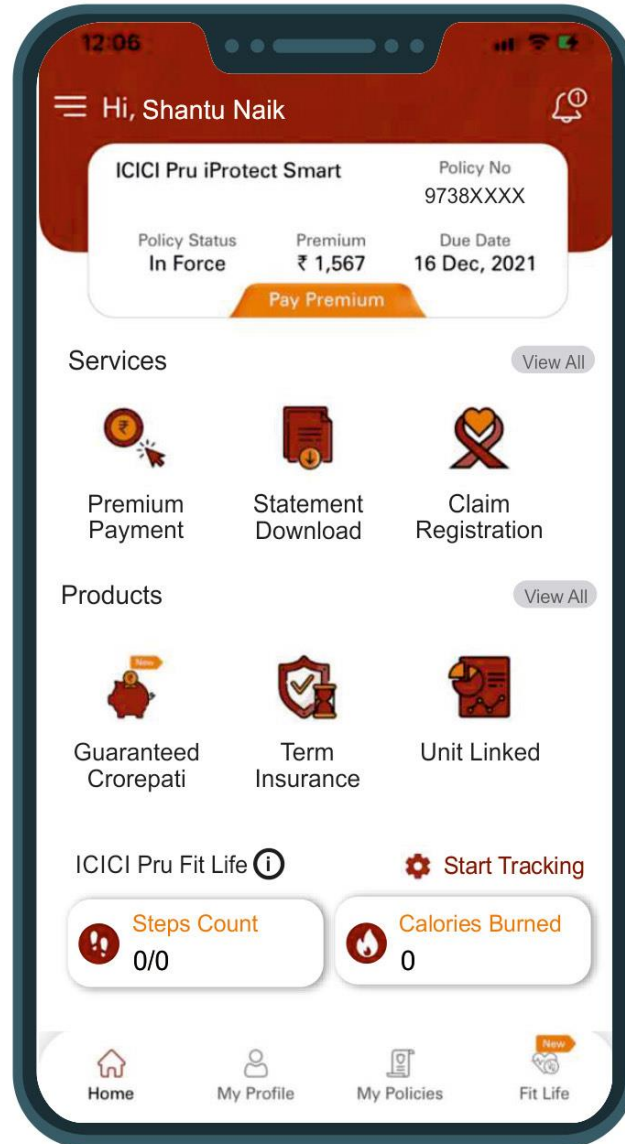 12:06
Hi, Shantu Naik
1
ICICI Pru iProtect Smart
Policy No
9738XXXX
Policy Status
In Force
Premium
₹ 1,567
Due Date
16 Dec, 2021
Pay Premium
Services
View All
₹
Premium
Payment
Statement
Download
Claim
Registration
Products
View All
New
₹
Guaranteed
Crorepati
Term
Insurance
Unit Linked
ICICI Pru Fit Life i
Start Tracking
Steps Count
0/0
Calories Burned
0
New
Home
My Profile
My Policies
Fit Life